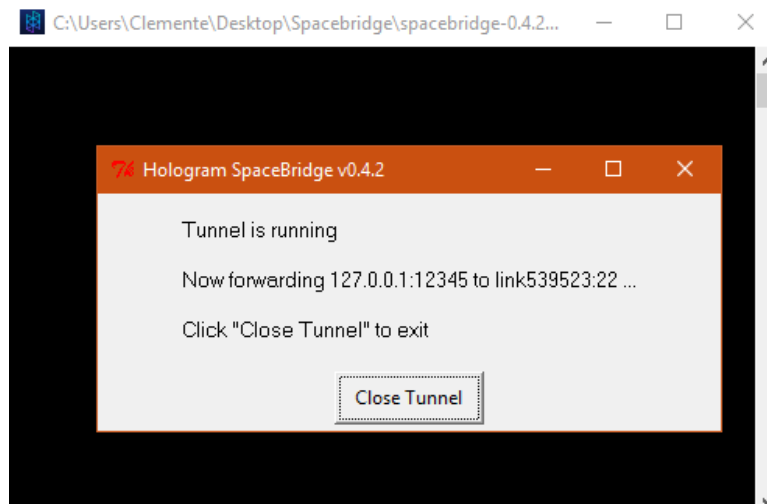 C:\Users\Clemente\Desktop\Spacebridge\spacebridge-0.4.2...
Hologram SpaceBridge v0.4.2
Tunnel is running
Now forwarding 127.0.0.1:12345 to link539523:22 ...
Click "Close Tunnel" to exit
Close Tunnel